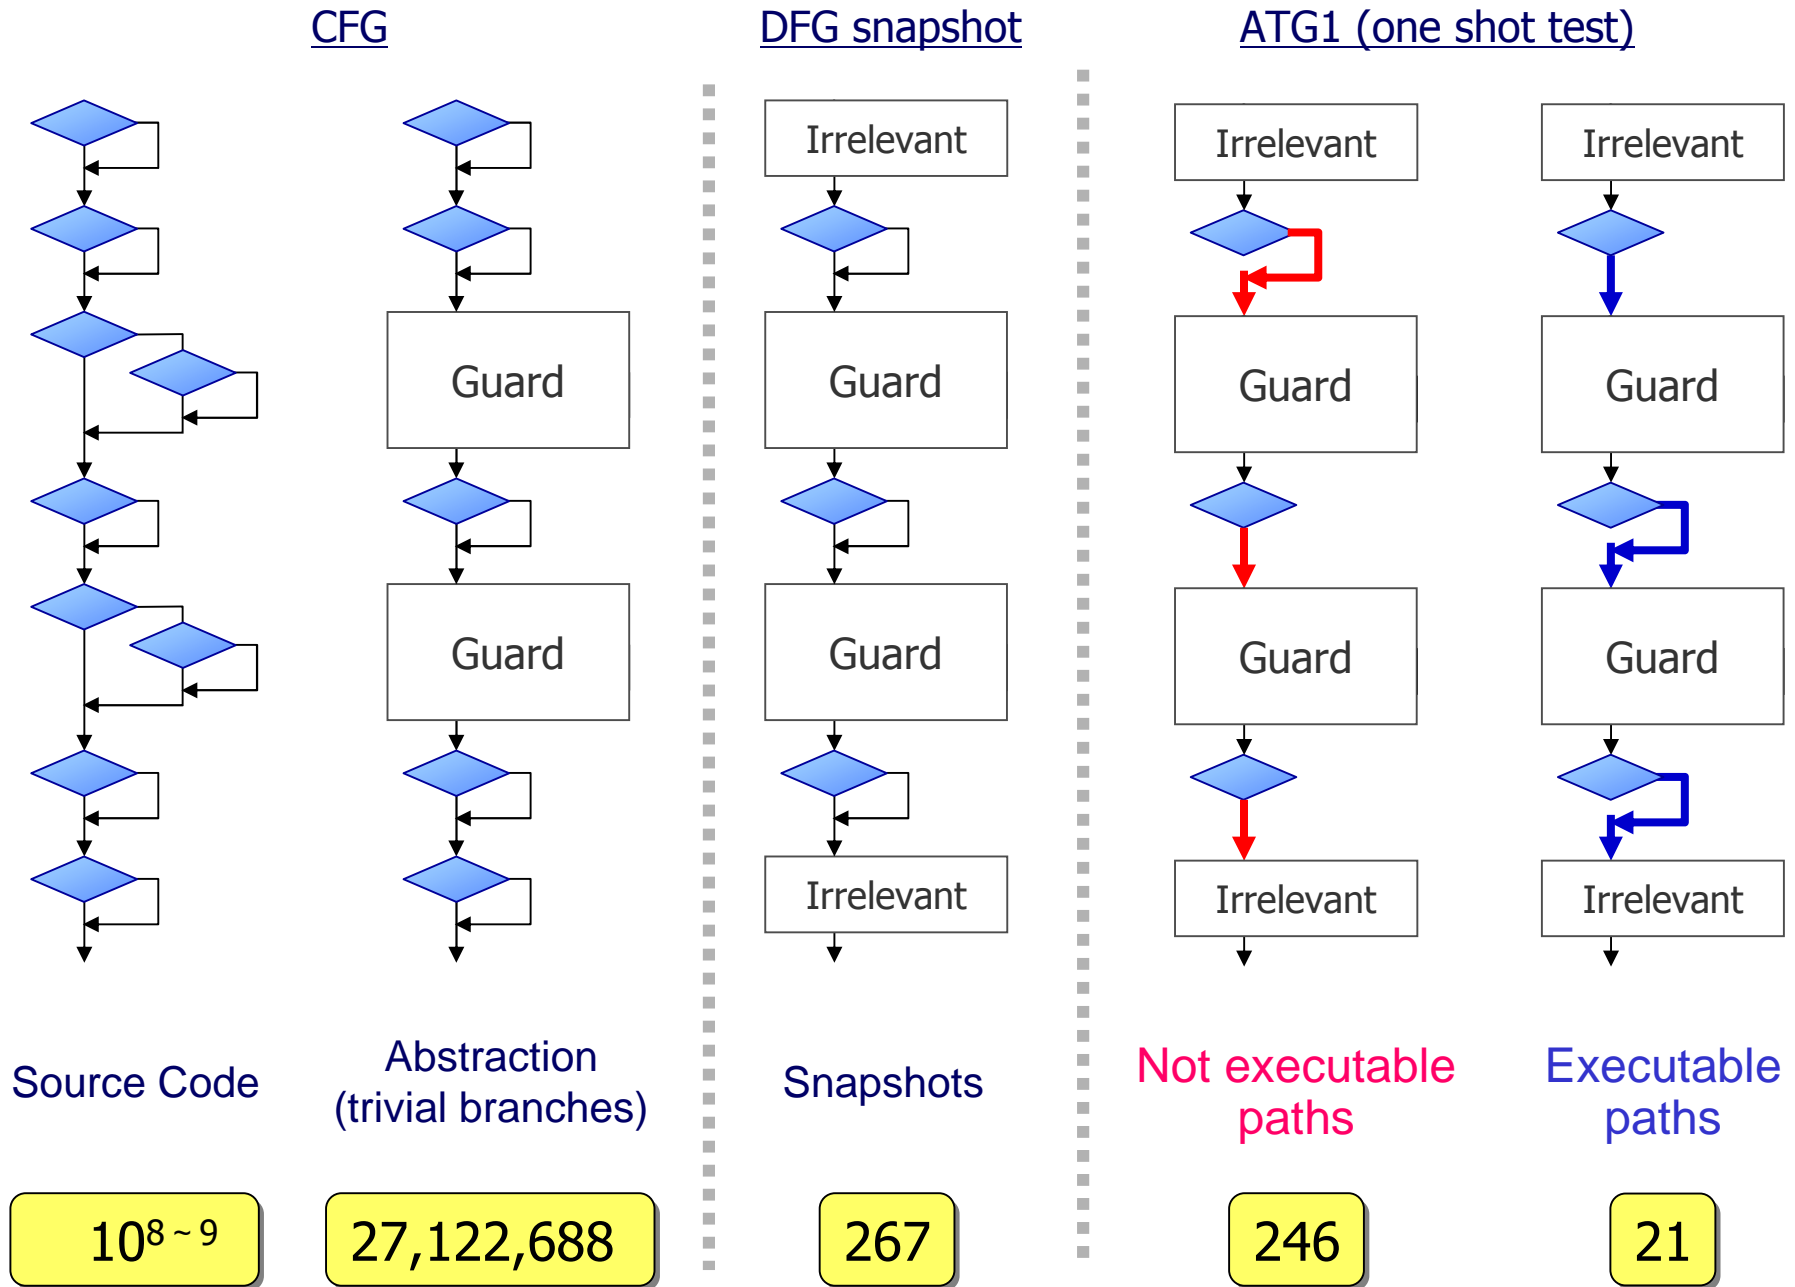 CFG
DFG snapshot
ATG1 (one shot test)
Irrelevant
Irrelevant
Irrelevant
Guard
Guard
Guard
Guard
Guard
Guard
Guard
Guard
Irrelevant
Irrelevant
Irrelevant
Source Code
Abstraction
(trivial branches)
Snapshots
Not executable
paths
Executable
paths
10⁸ ~ ⁹
27,122,688
267
246
21